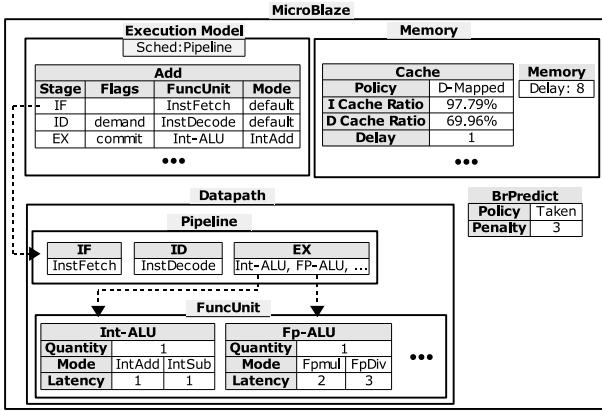 MicroBlaze
Execution Model
Sched:Pipeline
Add
Stage Flags FuncUnit Mode
IF InstFetch default
ID demand InstDecode default
EX commit Int-ALU IntAdd
•••
Memory
Cache
Policy D-Mapped
I Cache Ratio 97.79%
D Cache Ratio 69.96%
Delay 1
•••
Memory
Delay: 8
BrPredict
Policy Taken
Penalty 3
Datapath
Pipeline
IF
InstFetch
ID
InstDecode
EX
Int-ALU, FP-ALU, ...
FuncUnit
Int-ALU
Quantity 1
Mode IntAdd IntSub
Latency 1 1
Fp-ALU
Quantity 1
Mode Fpmul FpDiv
Latency 2 3
•••